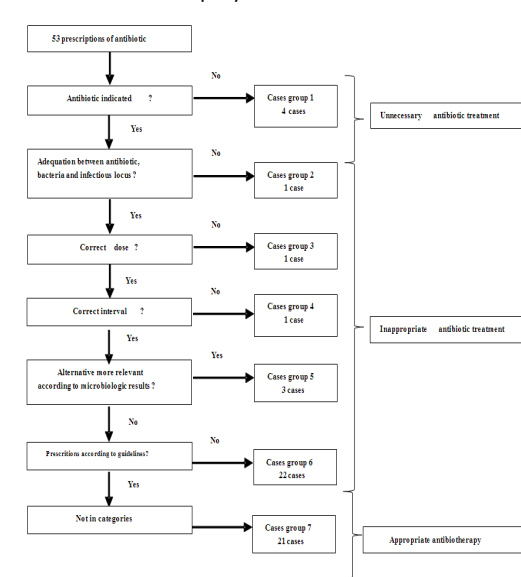 53 prescriptions of antibiotic
No
Antibiotic indicated ?
Cases group 1
4 cases
Unnecessary antibiotic treatment
Yes
No
Adequation between antibiotic,
bacteria and infectious locus ?
Cases group 2
1 case
Yes
No
Correct dose ?
Cases group 3
1 case
Yes
No
Correct interval ?
Cases group 4
1 case
Inappropriate antibiotic treatment
Yes
Yes
Alternative more relevant
according to microbiologic results ?
Cases group 5
3 cases
No
No
Prescritions according to guidelines?
Cases group 6
22 cases
Yes
Not in categories
Cases group 7
21 cases
Appropriate antibiotherapy